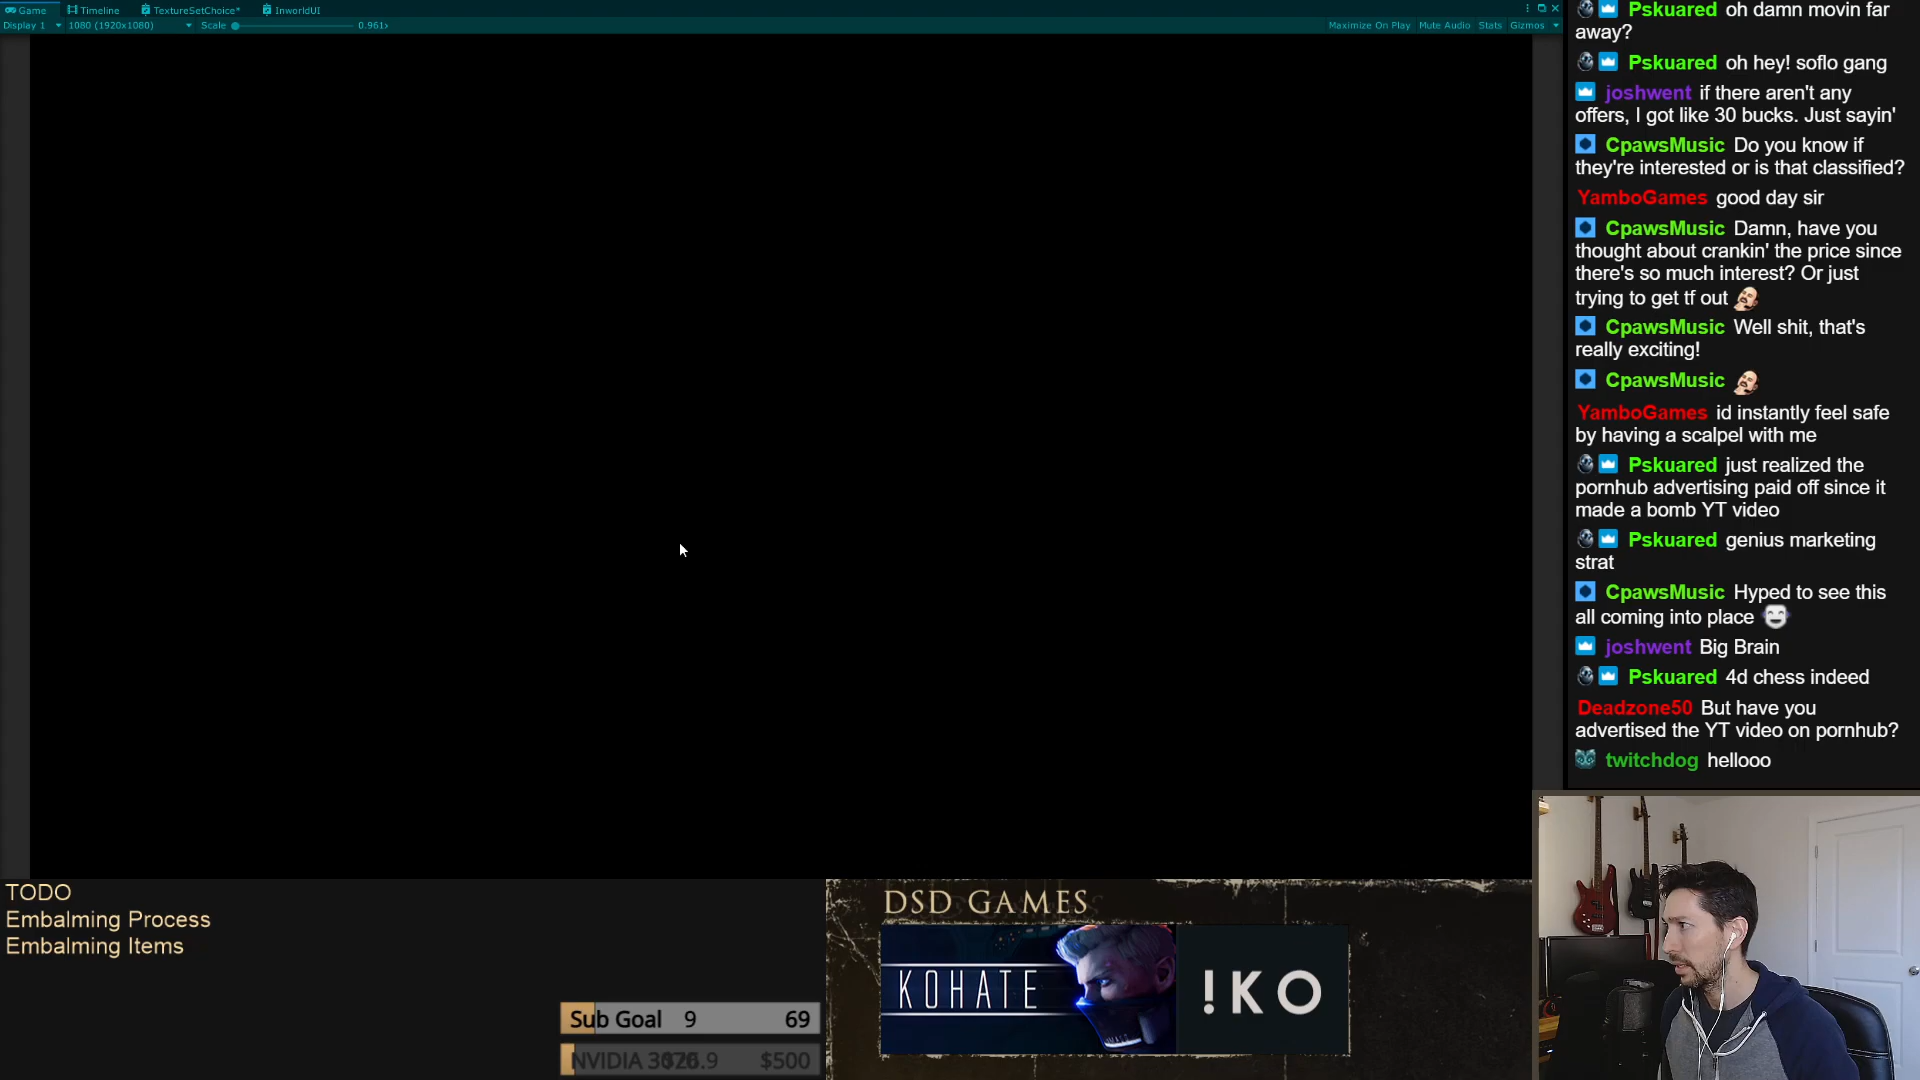 Game
Timeline
TextureSetChoice*
InworldUI
Display 1
1080 (1920x1080)
Scale
0.961x
Maximize On Play
Mute Audio
Stats
Gizmos
Pskuared oh damn movin far
away?
Pskuared oh hey! soflo gang
joshwent if there aren't any
offers, I got like 30 bucks. Just sayin'
CpawsMusic Do you know if
they're interested or is that classified?
YamboGames good day sir
CpawsMusic Damn, have you
thought about crankin' the price since
there's so much interest? Or just
trying to get tf out
CpawsMusic Well shit, that's
really exciting!
CpawsMusic
YamboGames id instantly feel safe
by having a scalpel with me
Pskuared just realized the
pornhub advertising paid off since it
made a bomb YT video
Pskuared genius marketing
strat
CpawsMusic Hyped to see this
all coming into place
joshwent Big Brain
Pskuared 4d chess indeed
Deadzone50 But have you
advertised the YT video on pornhub?
twitchdog hellooo
TODO
Embalming Process
Embalming Items
Sub Goal 9 69
NVIDIA $500
DSD GAMES
KOHATE
!KO